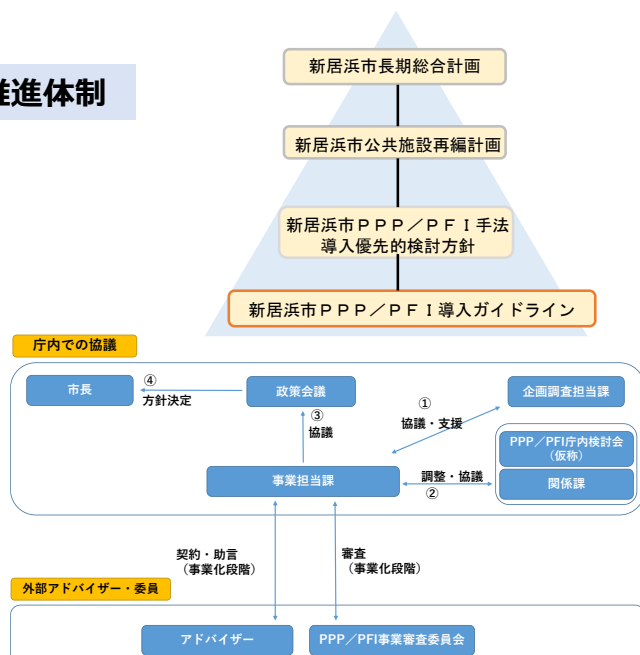 推進体制
新居浜市長期総合計画
新居浜市公共施設再編計画
新居浜市ＰＰＰ／ＰＦＩ手法
導入優先的検討方針
新居浜市ＰＰＰ／ＰＦＩ導入ガイドライン
庁内での協議
市長
④
方針決定
政策会議
③
協議
①
協議・支援
企画調査担当課
PPP／PFI庁内検討会
（仮称）
関係課
事業担当課
調整・協議
②
契約・助言
（事業化段階）
審査
（事業化段階）
外部アドバイザー・委員
アドバイザー
PPP／PFI事業審査委員会